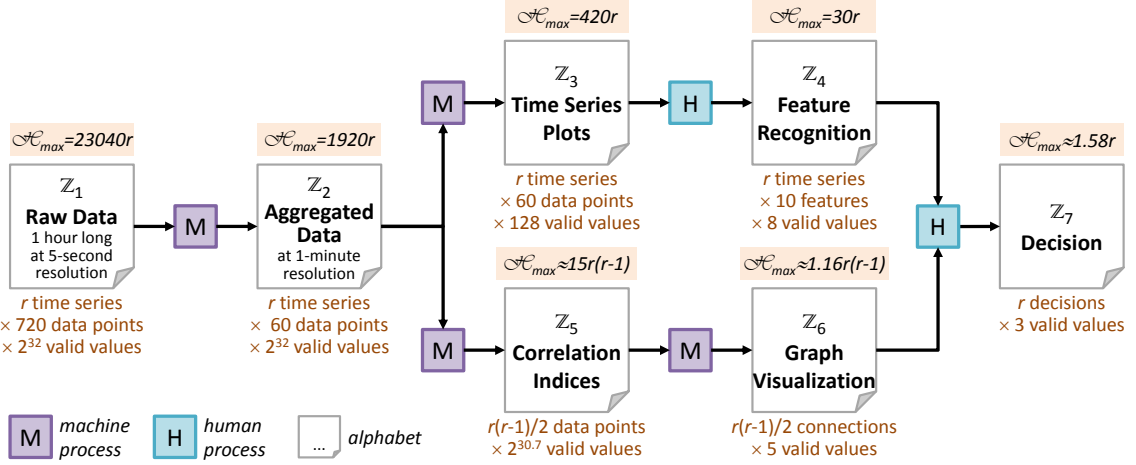 ℋmax=420r
ℋmax=30r
ℤ3
Time Series
Plots
ℤ4
Feature
Recognition
M
H
r time series
× 60 data points
× 128 valid values
r time series
× 10 features
× 8 valid values
ℋmax=23040r
ℋmax=1920r
ℋmax≈1.58r
ℤ1
Raw Data
1 hour long
at 5-second
resolution
M
ℤ2
Aggregated
Data
at 1-minute
resolution
H
ℤ7
Decision
r time series
× 720 data points
× 2^32 valid values
r time series
× 60 data points
× 2^32 valid values
r decisions
× 3 valid values
ℋmax≈15r(r-1)
ℋmax≈1.16r(r-1)
M
ℤ5
Correlation
Indices
M
ℤ6
Graph
Visualization
r(r-1)/2 data points
× 2^30.7 valid values
r(r-1)/2 connections
× 5 valid values
M machine
process
H human
process
... alphabet